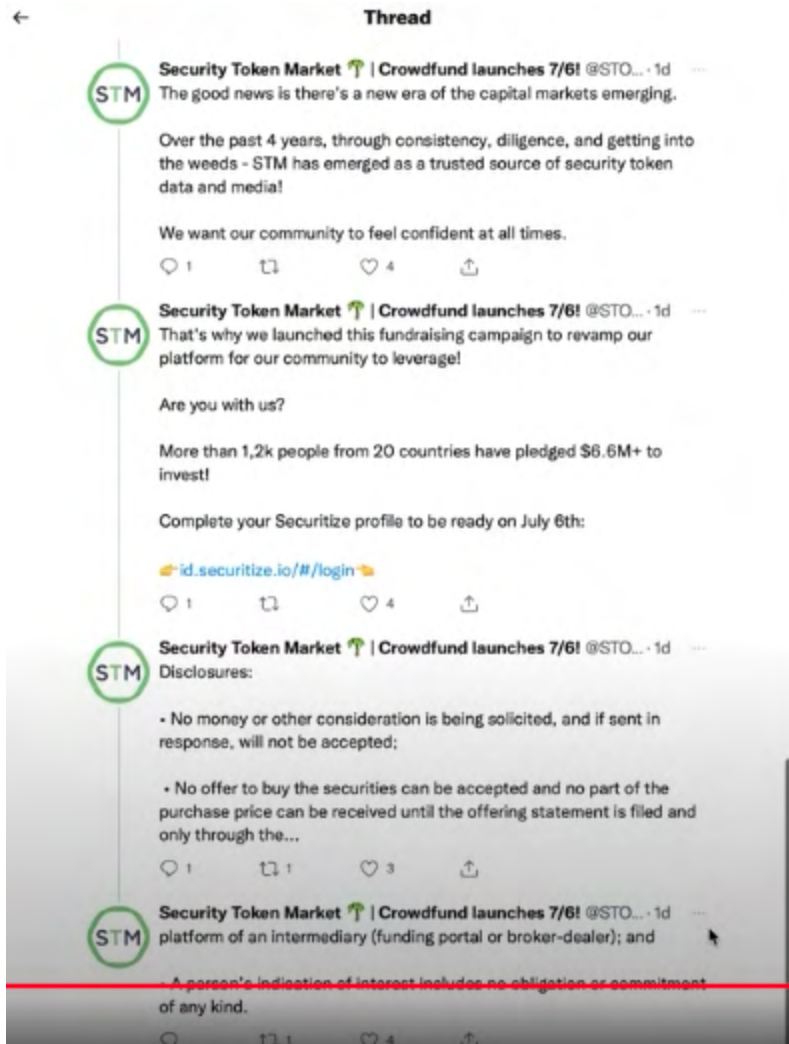 Thread
Security Token Market 🌴 | Crowdfund launches 7/6! @STO... · 1d
STM
The good news is there's a new era of the capital markets emerging.
Over the past 4 years, through consistency, diligence, and getting into
the weeds - STM has emerged as a trusted source of security token
data and media!
We want our community to feel confident at all times.
1 4
Security Token Market 🌴 | Crowdfund launches 7/6! @STO... · 1d
STM
That's why we launched this fundraising campaign to revamp our
platform for our community to leverage!
Are you with us?
More than 1,2k people from 20 countries have pledged $6.6M+ to
invest!
Complete your Securitize profile to be ready on July 6th:
👉id.securitize.io/#/login👈
1 4
Security Token Market 🌴 | Crowdfund launches 7/6! @STO... · 1d
STM
Disclosures:
• No money or other consideration is being solicited, and if sent in
response, will not be accepted;
• No offer to buy the securities can be accepted and no part of the
purchase price can be received until the offering statement is filed and
only through the...
1 1 3
Security Token Market 🌴 | Crowdfund launches 7/6! @STO... · 1d
STM
platform of an intermediary (funding portal or broker-dealer); and
• A person's indication of interest includes no obligation or commitment
of any kind.
1 4